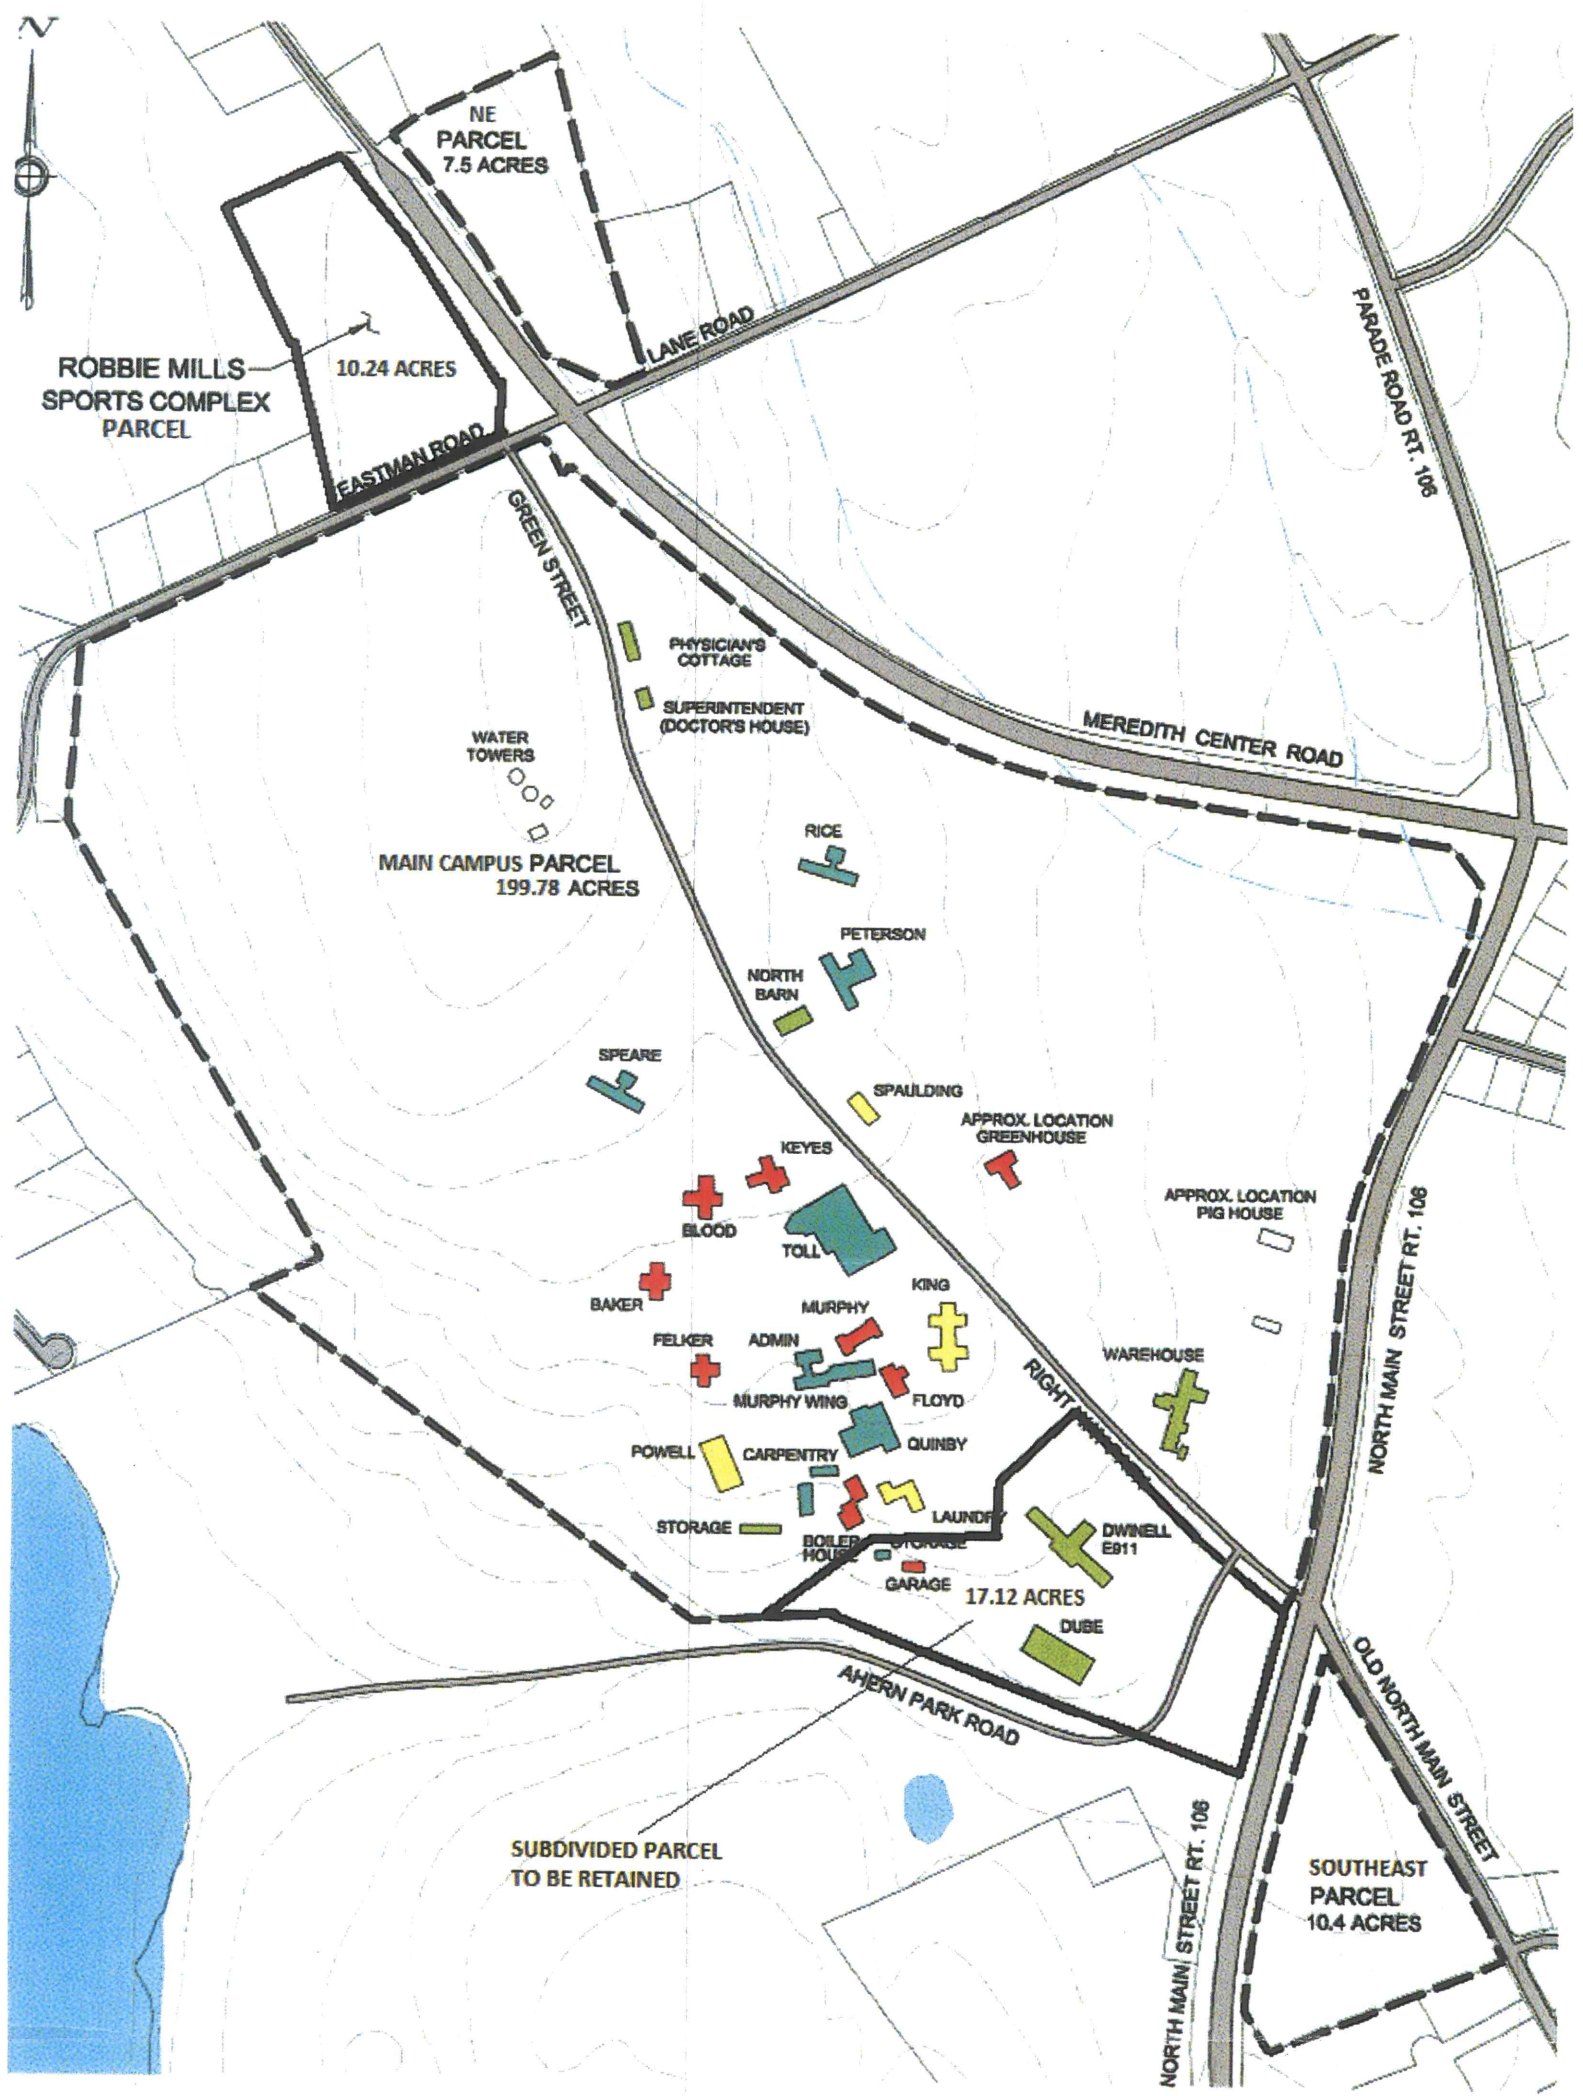 N
NE
PARCEL
7.5 ACRES
LANE ROAD
PARADE ROAD RT. 106
ROBBIE MILLS
SPORTS COMPLEX
PARCEL
10.24 ACRES
EASTMAN ROAD
GREEN STREET
PHYSICIAN'S
COTTAGE
SUPERINTENDENT
(DOCTOR'S HOUSE)
MEREDITH CENTER ROAD
WATER
TOWERS
MAIN CAMPUS PARCEL
199.78 ACRES
RICE
PETERSON
NORTH
BARN
SPEARE
SPAULDING
APPROX. LOCATION
GREENHOUSE
KEYES
BLOOD
TOLL
APPROX. LOCATION
PIG HOUSE
NORTH MAIN STREET RT. 106
BAKER
KING
MURPHY
FELKER
ADMIN
MURPHY WING
FLOYD
RIGHT WAY
WAREHOUSE
POWELL
CARPENTRY
QUINBY
STORAGE
LAUNDRY
BOILER
HOUSE
STORAGE
GARAGE
DWINELL
E911
17.12 ACRES
DUBE
AHERN PARK ROAD
OLD NORTH MAIN STREET
SUBDIVIDED PARCEL
TO BE RETAINED
NORTH MAIN STREET RT. 106
SOUTHEAST
PARCEL
10.4 ACRES